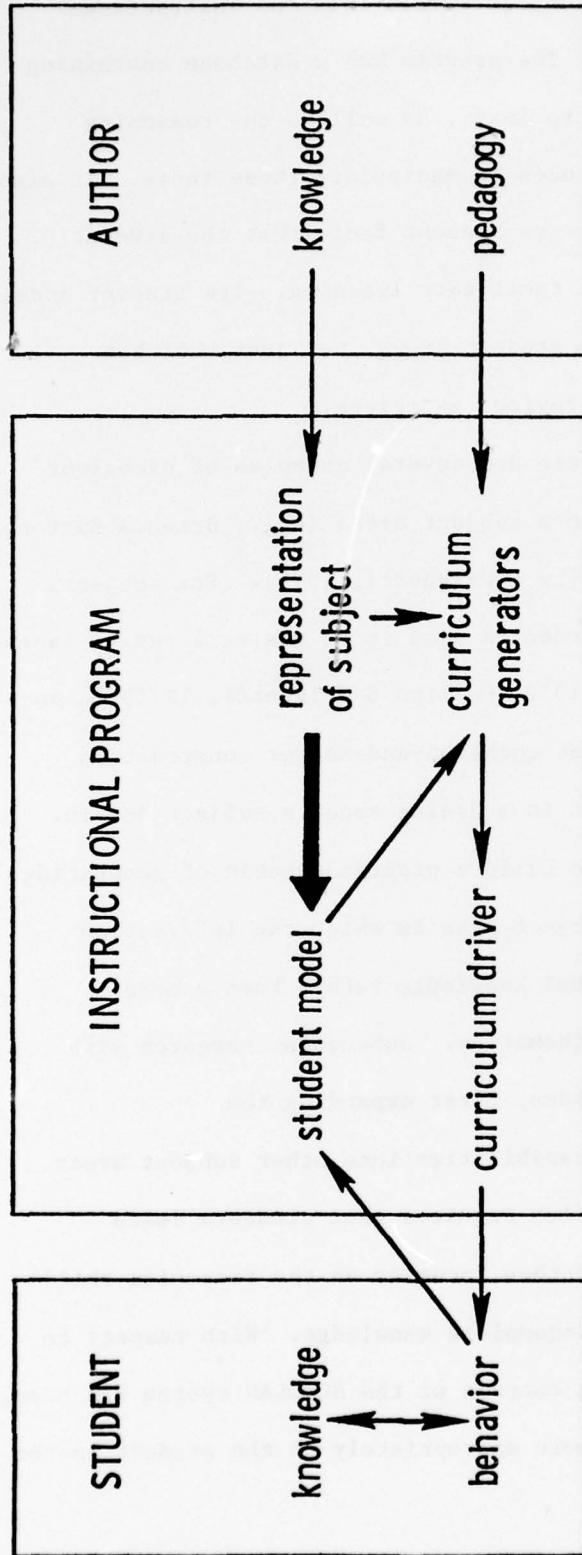 STUDENT
knowledge
behavior
INSTRUCTIONAL PROGRAM
student model
representation
of subject
curriculum driver
curriculum
generators
AUTHOR
knowledge
pedagogy